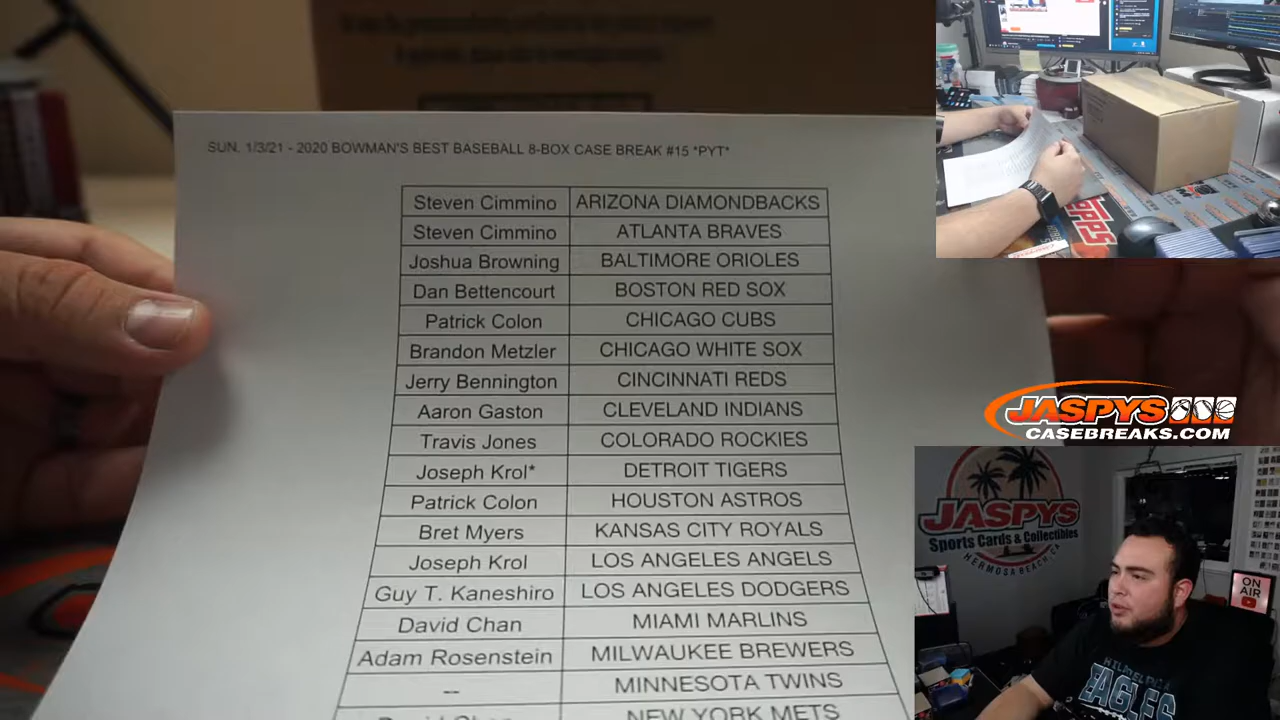 SUN. 1/3/21 - 2020 BOWMAN'S BEST BASEBALL 8-BOX CASE BREAK #15 *PYT*
Steven Cimmino ARIZONA DIAMONDBACKS
Steven Cimmino ATLANTA BRAVES
Joshua Browning BALTIMORE ORIOLES
Dan Bettencourt BOSTON RED SOX
Patrick Colon CHICAGO CUBS
Brandon Metzler CHICAGO WHITE SOX
Jerry Bennington CINCINNATI REDS
Aaron Gaston CLEVELAND INDIANS
Travis Jones COLORADO ROCKIES
Joseph Krol* DETROIT TIGERS
Patrick Colon HOUSTON ASTROS
Bret Myers KANSAS CITY ROYALS
Joseph Krol LOS ANGELES ANGELS
Guy T. Kaneshiro LOS ANGELES DODGERS
David Chan MIAMI MARLINS
Adam Rosenstein MILWAUKEE BREWERS
-- MINNESOTA TWINS
David Chan NEW YORK METS
TOPPS
JASPYS
CASEBREAKS.COM
JASPYS
Sports Cards & Collectibles
HERMOSA BEACH, CA
ON
AIR
EAGLES